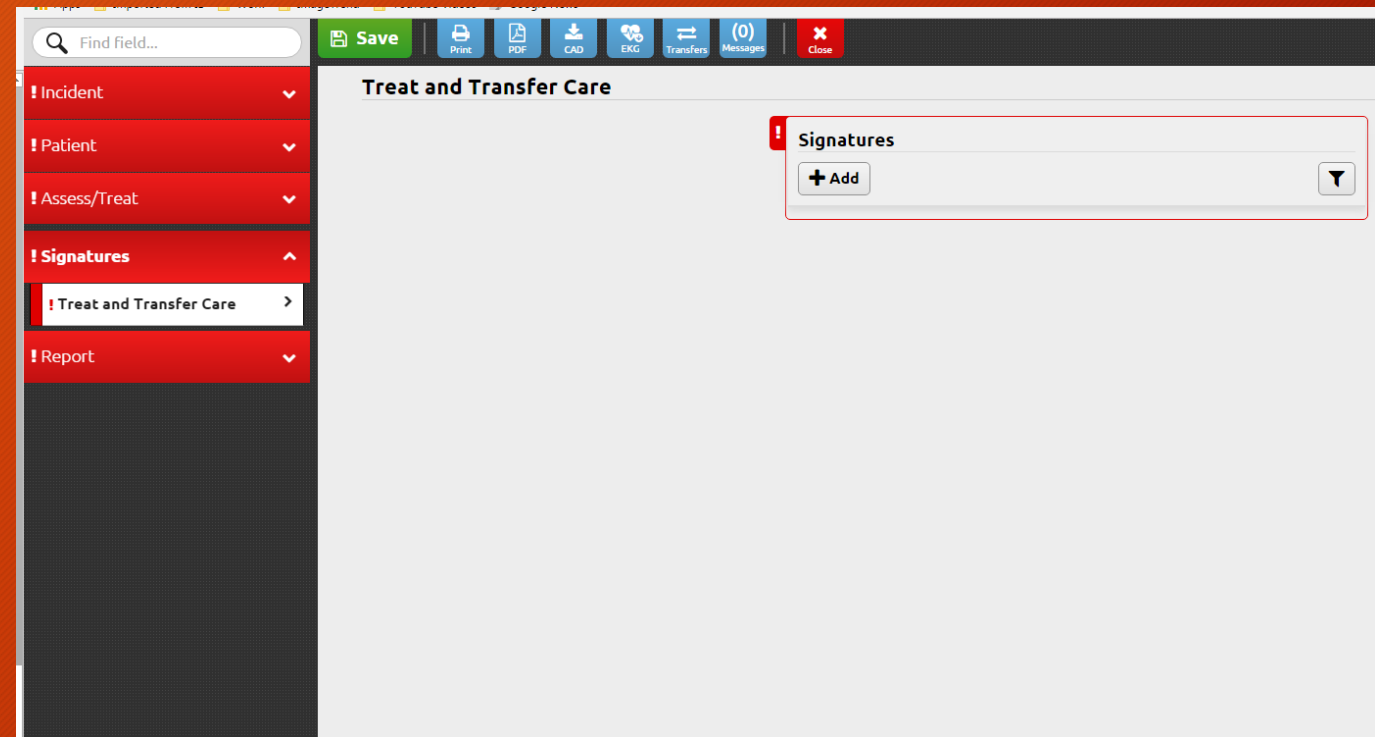 Find field...
Save
Print
PDF
CAD
EKG
Transfers
(0)
Messages
Close
! Incident
! Patient
! Assess/Treat
! Signatures
! Treat and Transfer Care
! Report
Treat and Transfer Care
!
Signatures
+ Add